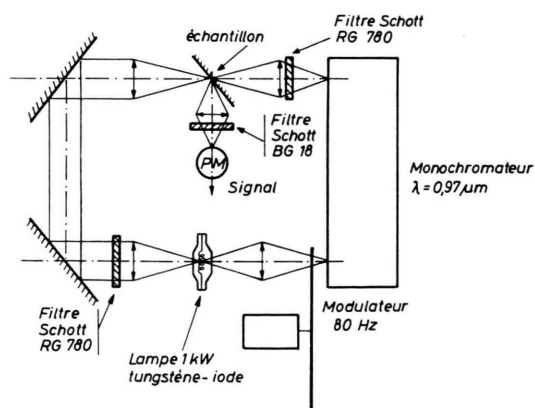 Filtre Schott
RG 780
échantillon
Filtre
Schott
BG 18
PM
Signal
Monochromateur
λ = 0,97 µm
Filtre
Schott
RG 780
Lampe 1 kW
tungstène-iode
Modulateur
80 Hz